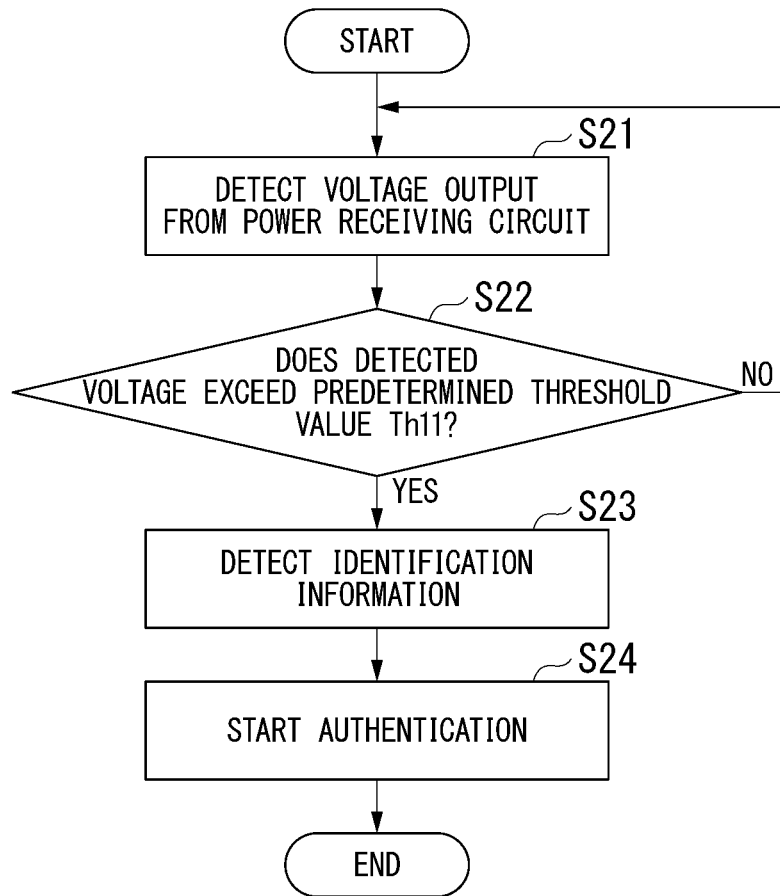 START
S21
DETECT VOLTAGE OUTPUT
FROM POWER RECEIVING CIRCUIT
S22
DOES DETECTED
VOLTAGE EXCEED PREDETERMINED THRESHOLD
VALUE Th11?
NO
YES
S23
DETECT IDENTIFICATION
INFORMATION
S24
START AUTHENTICATION
END